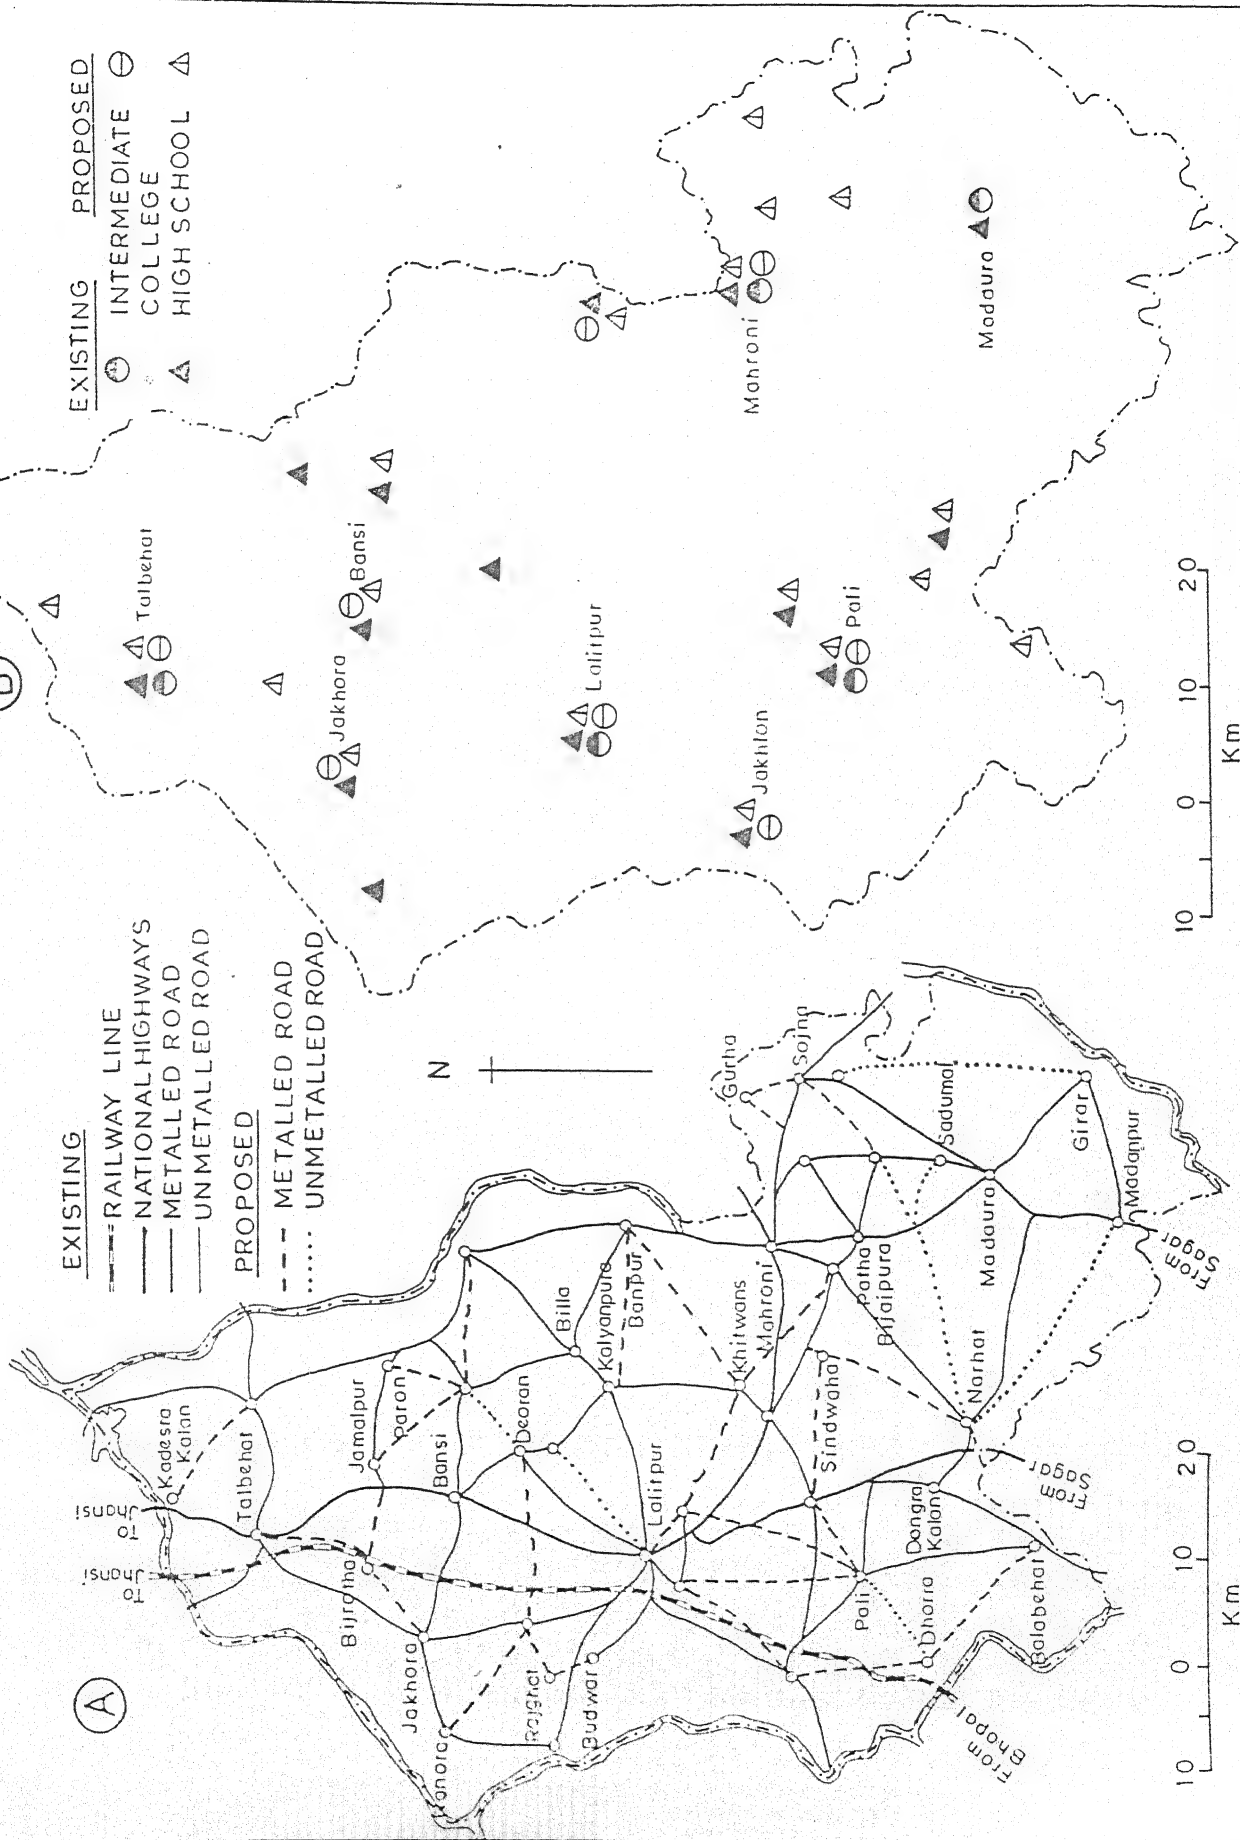 A
EXISTING
RAILWAY LINE
NATIONAL HIGHWAYS
METALLED ROAD
UNMETALLED ROAD
PROPOSED
METALLED ROAD
UNMETALLED ROAD
N
To
Jhansi
To
Jhansi
Kadesra
Kalan
Talbehat
Jamalpur
Paron
Bijrotha
Bansi
Jakhora
Deoran
Billa
Kalyanpura
Banpur
Rajghat
Budwar
Lalitpur
Khitwans
Mahroni
Gurha
Sojna
Sindwaha
Patha
Bijaipura
Sadumal
Pali
Dongra
Kalan
Narhat
Madaura
Girar
Madanpur
Dhorra
Balabehat
From
Bhopal
From
Sagar
From
Sagar
10 0 10 20
Km
EXISTING PROPOSED
INTERMEDIATE
COLLEGE
HIGH SCHOOL
Talbehat
Jakhora
Bansi
Lalitpur
Jakhlon
Pali
Mahroni
Madaura
10 0 10 20
Km